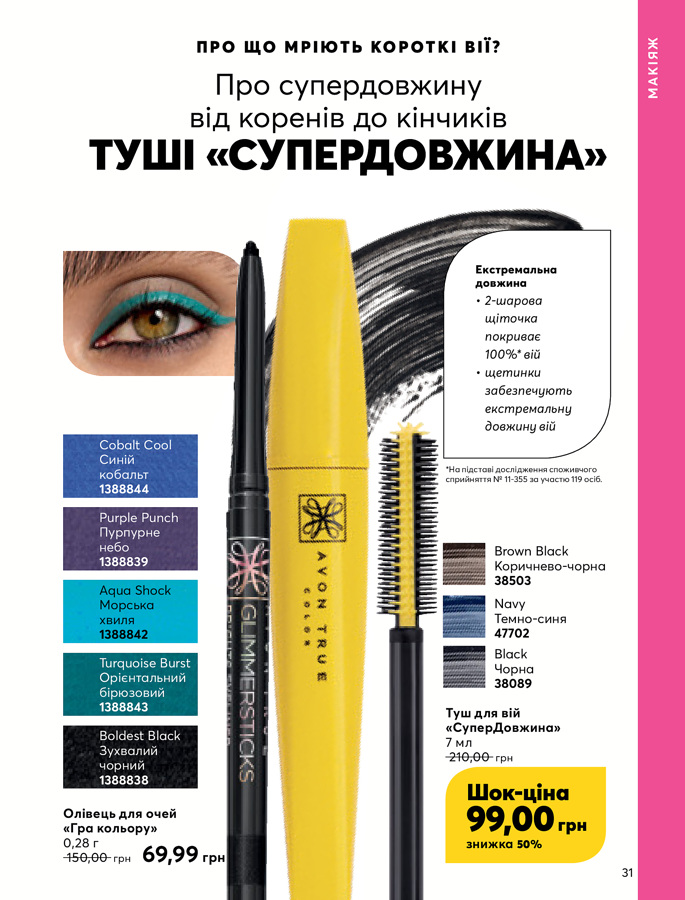 ПРО ЩО МРІЮТЬ КОРОТКІ ВІЇ?
Про супердовжину
від коренів до кінчиків
ТУШІ «СУПЕРДОВЖИНА»
МАКІЯЖ
Екстремальна
довжина
• 2-шарова
щіточка
покриває
100%* вій
• щетинки
забезпечують
екстремальну
довжину вій
*На підставі дослідження споживчого
сприйняття № 11-355 за участю 119 осіб.
Cobalt Cool
Синій
кобальт
1388844
Purple Punch
Пурпурне
небо
1388839
Aqua Shock
Морська
хвиля
1388842
Turquoise Burst
Орієнтальний
бірюзовий
1388843
Boldest Black
Зухвалий
чорний
1388838
Олівець для очей
«Гра кольору»
0,28 г
150,00 грн 69,99 грн
GLIMMERSTICKS
AVON TRUE
COLOR
Brown Black
Коричнево-чорна
38503
Navy
Темно-синя
47702
Black
Чорна
38089
Туш для вій
«СуперДовжина»
7 мл
210,00 грн
Шок-ціна
99,00 грн
знижка 50%
31